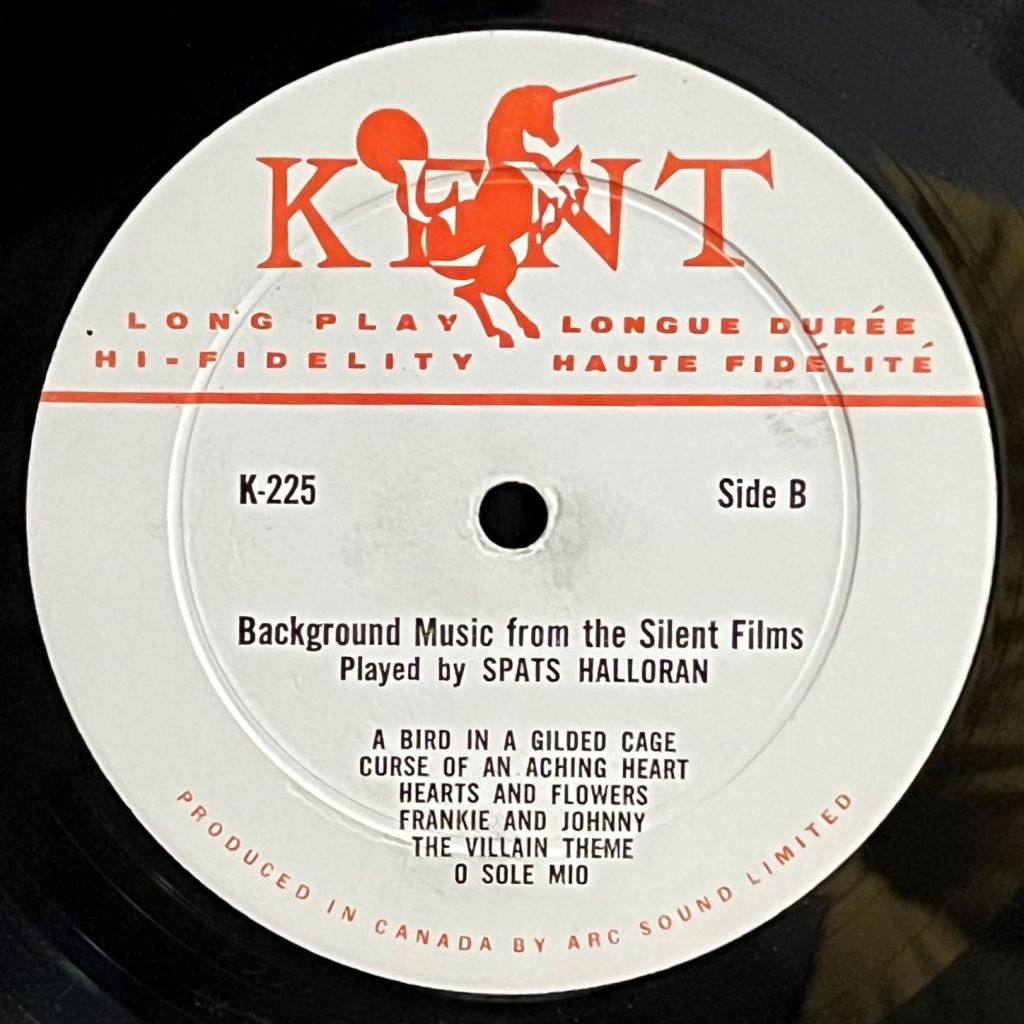 KENT
LONG PLAY LONGUE DURÉE
HI-FIDELITY HAUTE FIDÉLITÉ
K-225 Side B
Background Music from the Silent Films
Played by SPATS HALLORAN
A BIRD IN A GILDED CAGE
CURSE OF AN ACHING HEART
HEARTS AND FLOWERS
FRANKIE AND JOHNNY
THE VILLAIN THEME
O SOLE MIO
PRODUCED IN CANADA BY ARC SOUND LIMITED